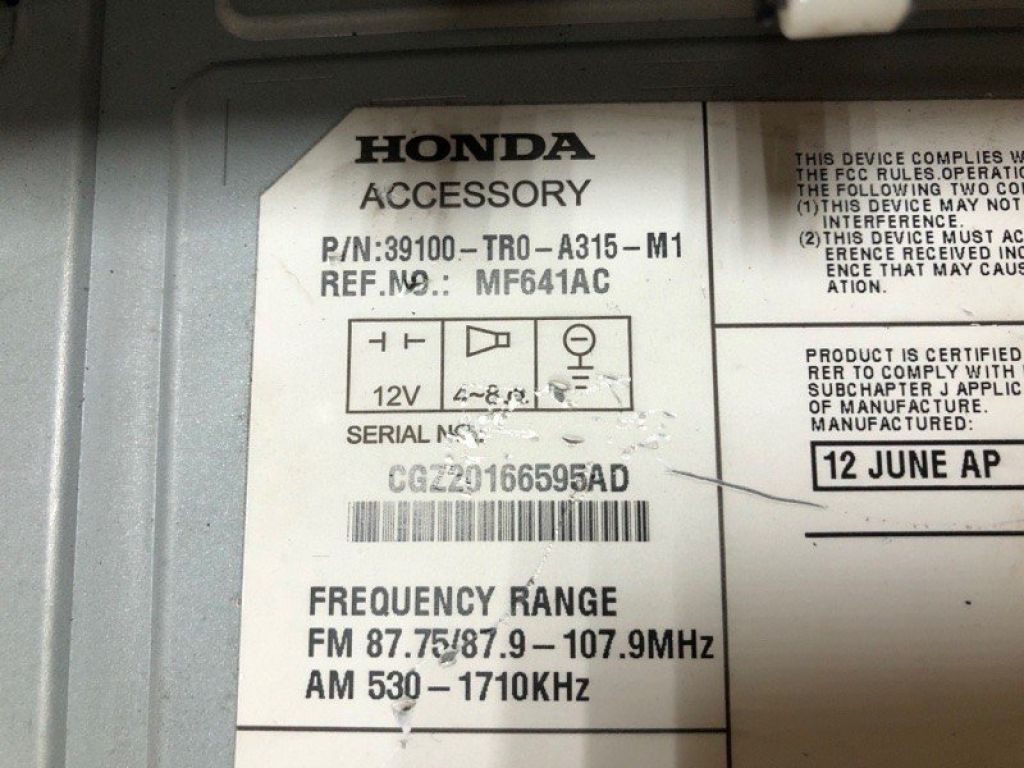 HONDA
ACCESSORY
P/N:39100-TR0-A315-M1
REF.NO.: MF641AC
12V
4~8Ω
SERIAL NO.:
CGZ20166595AD
FREQUENCY RANGE
FM 87.75/87.9-107.9MHz
AM 530-1710KHz
THIS DEVICE COMPLIES
THE FCC RULES.OPERATIO
THE FOLLOWING TWO CO
(1)THIS DEVICE MAY NOT
INTERFERENCE.
(2)THIS DEVICE MUST AC
ERENCE RECEIVED INC
ENCE THAT MAY CAUS
ATION.
PRODUCT IS CERTIFIED
RER TO COMPLY WITH
SUBCHAPTER J APPLIC
OF MANUFACTURE.
MANUFACTURED:
12 JUNE AP